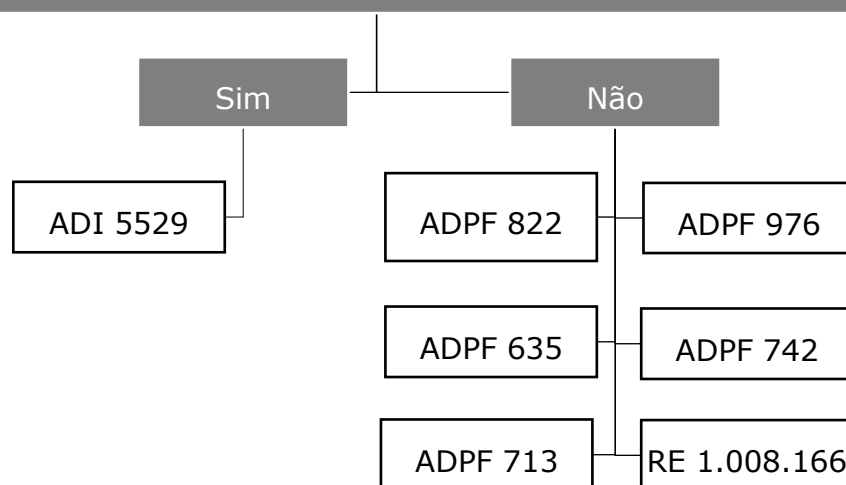 Sim
Não
ADI 5529
ADPF 822
ADPF 976
ADPF 635
ADPF 742
ADPF 713
RE 1.008.166